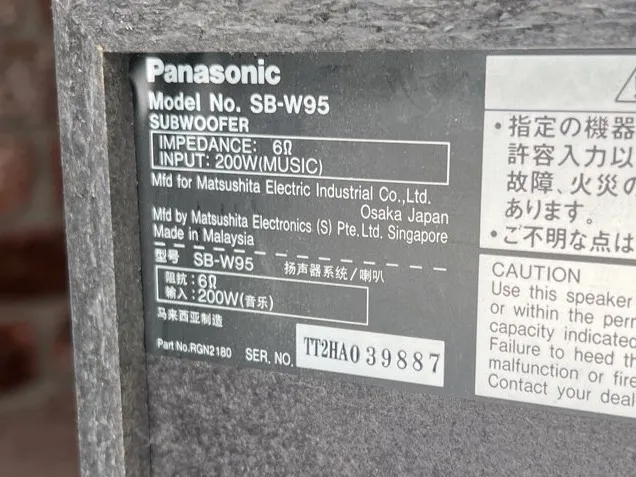 Panasonic
Model No. SB-W95
SUBWOOFER
IMPEDANCE: 6Ω
INPUT: 200W(MUSIC)
Mfd for Matsushita Electric Industrial Co.,Ltd.
Osaka Japan
Mfd by Matsushita Electronics (S) Pte.Ltd. Singapore
Made in Malaysia
型号 SB-W95 扬声器系统/喇叭
阻抗:6Ω
输入:200W(音乐)
马来西亚制造
Part No.RGN2180 SER. NO. TT2HA039887
・指定の機器
許容入力以
故障、火災の
あります。
・ご不明な点は
CAUTION
Use this speaker
or within the perm
capacity indicated
Failure to heed th
malfunction or fire
Contact your deal